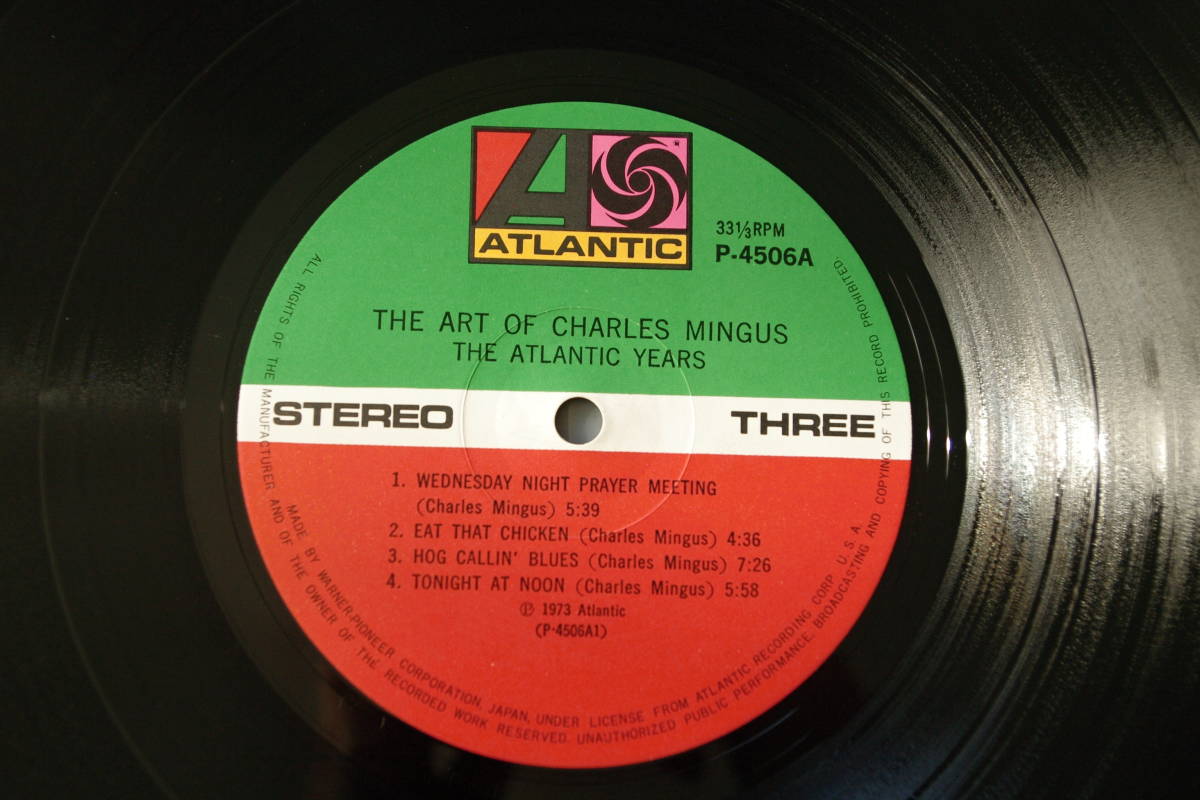 ATLANTIC
33⅓ RPM
P-4506A
THE ART OF CHARLES MINGUS
THE ATLANTIC YEARS
STEREO THREE
1. WEDNESDAY NIGHT PRAYER MEETING
(Charles Mingus) 5:39
2. EAT THAT CHICKEN (Charles Mingus) 4:36
3. HOG CALLIN' BLUES (Charles Mingus) 7:26
4. TONIGHT AT NOON (Charles Mingus) 5:58
Ⓟ 1973 Atlantic
(P-4506A1)
MADE BY WARNER-PIONEER CORPORATION, JAPAN, UNDER LICENSE FROM ATLANTIC RECORDING CORP. U. S. A.
ALL RIGHTS OF THE MANUFACTURER AND OF THE OWNER OF THE RECORDED WORK RESERVED. UNAUTHORIZED PUBLIC PERFORMANCE, BROADCASTING AND COPYING OF THIS RECORD PROHIBITED.